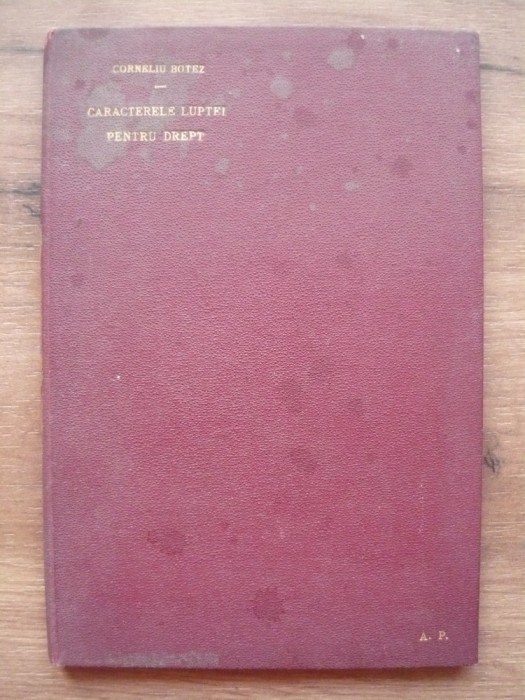 CORNELIU BOTEZ
CARACTERELE LUPTEI
PENTRU DREPT
A. P.